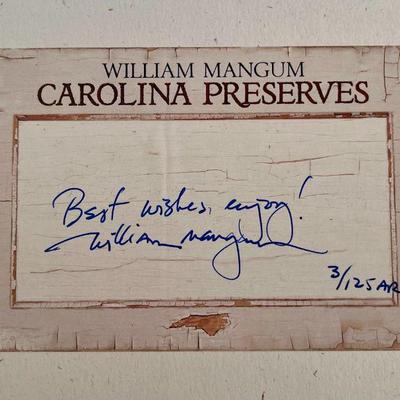 WILLIAM MANGUM
CAROLINA PRESERVES
Best wishes, enjoy!
William Mangum
3/125 AR